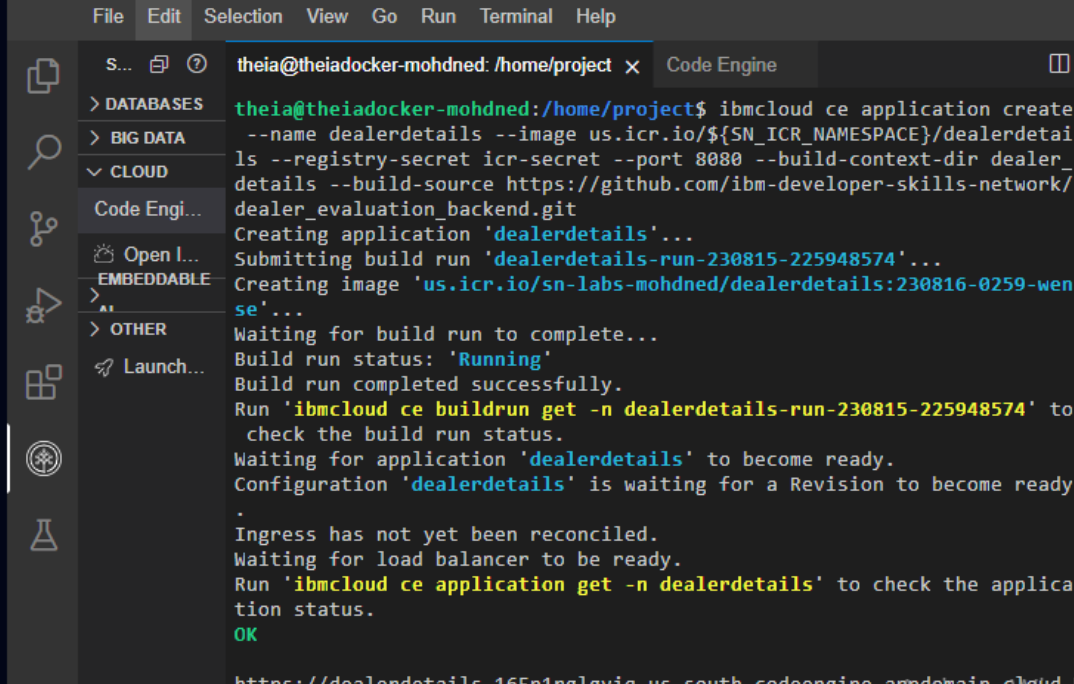 File Edit Selection View Go Run Terminal Help
S...
theia@theiadocker-mohdned: /home/project
Code Engine
DATABASES
BIG DATA
CLOUD
Code Engi...
Open I...
EMBEDDABLE
AI
OTHER
Launch...
theia@theiadocker-mohdned:/home/project$ ibmcloud ce application create
--name dealerdetails --image us.icr.io/${SN_ICR_NAMESPACE}/dealerdetai
ls --registry-secret icr-secret --port 8080 --build-context-dir dealer_
details --build-source https://github.com/ibm-developer-skills-network/
dealer_evaluation_backend.git
Creating application 'dealerdetails'...
Submitting build run 'dealerdetails-run-230815-225948574'...
Creating image 'us.icr.io/sn-labs-mohdned/dealerdetails:230816-0259-wen
se'...
Waiting for build run to complete...
Build run status: 'Running'
Build run completed successfully.
Run 'ibmcloud ce buildrun get -n dealerdetails-run-230815-225948574' to
check the build run status.
Waiting for application 'dealerdetails' to become ready.
Configuration 'dealerdetails' is waiting for a Revision to become ready
.
Ingress has not yet been reconciled.
Waiting for load balancer to be ready.
Run 'ibmcloud ce application get -n dealerdetails' to check the applica
tion status.
OK